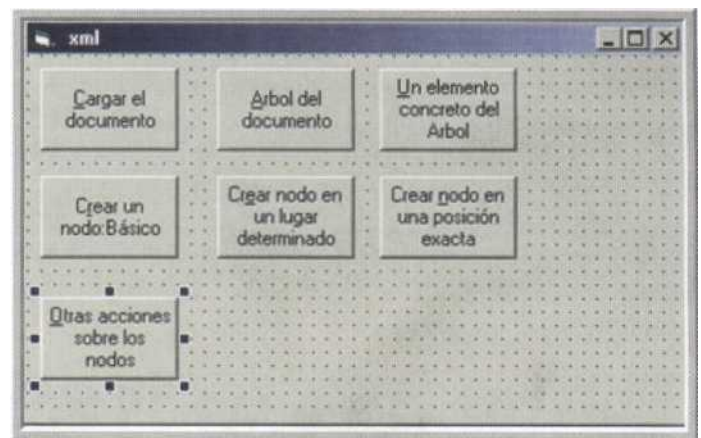 xml
Cargar el
documento
Arbol del
documento
Un elemento
concreto del
Arbol
Crear un
nodo:Básico
Crear nodo en
un lugar
determinado
Crear nodo en
una posición
exacta
Otras acciones
sobre los
nodos